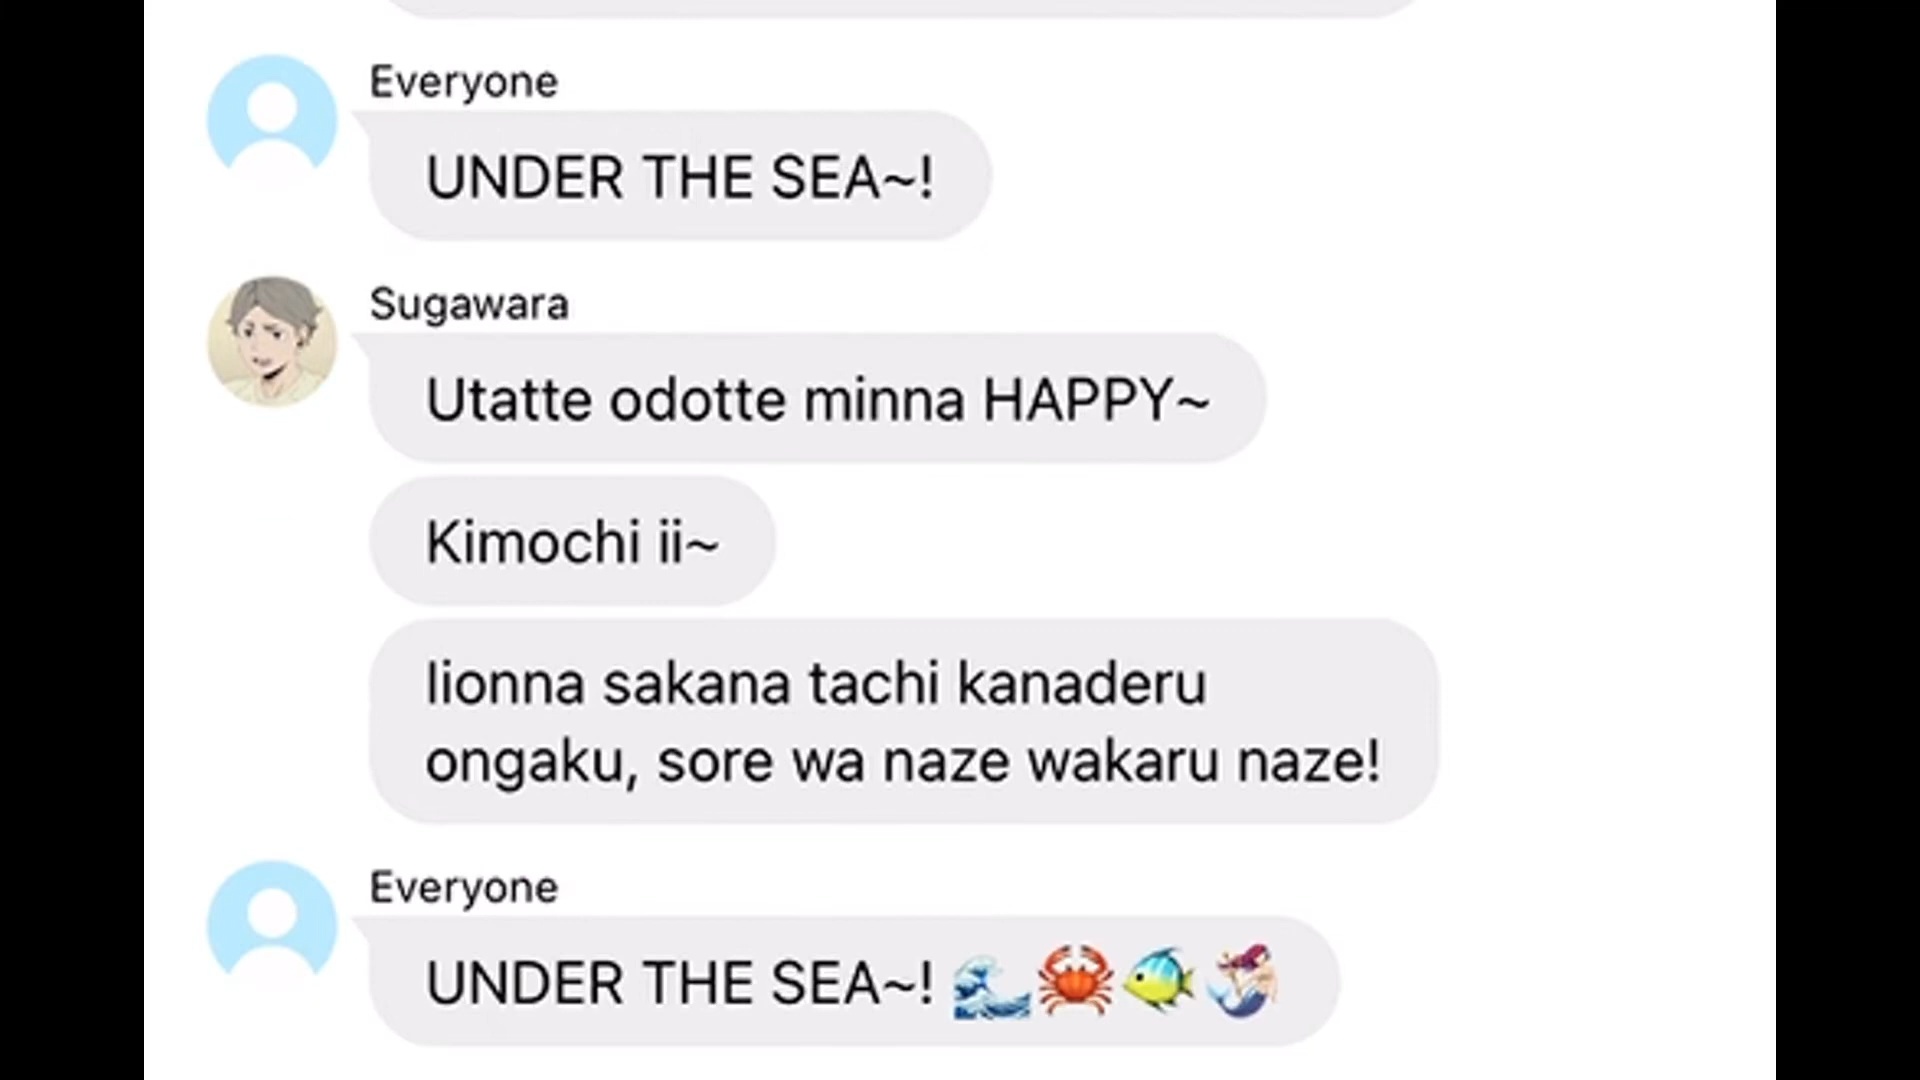 Everyone
UNDER THE SEA~!
Sugawara
Utatte odotte minna HAPPY~
Kimochi ii~
Iionna sakana tachi kanaderu
ongaku, sore wa naze wakaru naze!
Everyone
UNDER THE SEA~! 🌊🦀🐠🧜‍♀️